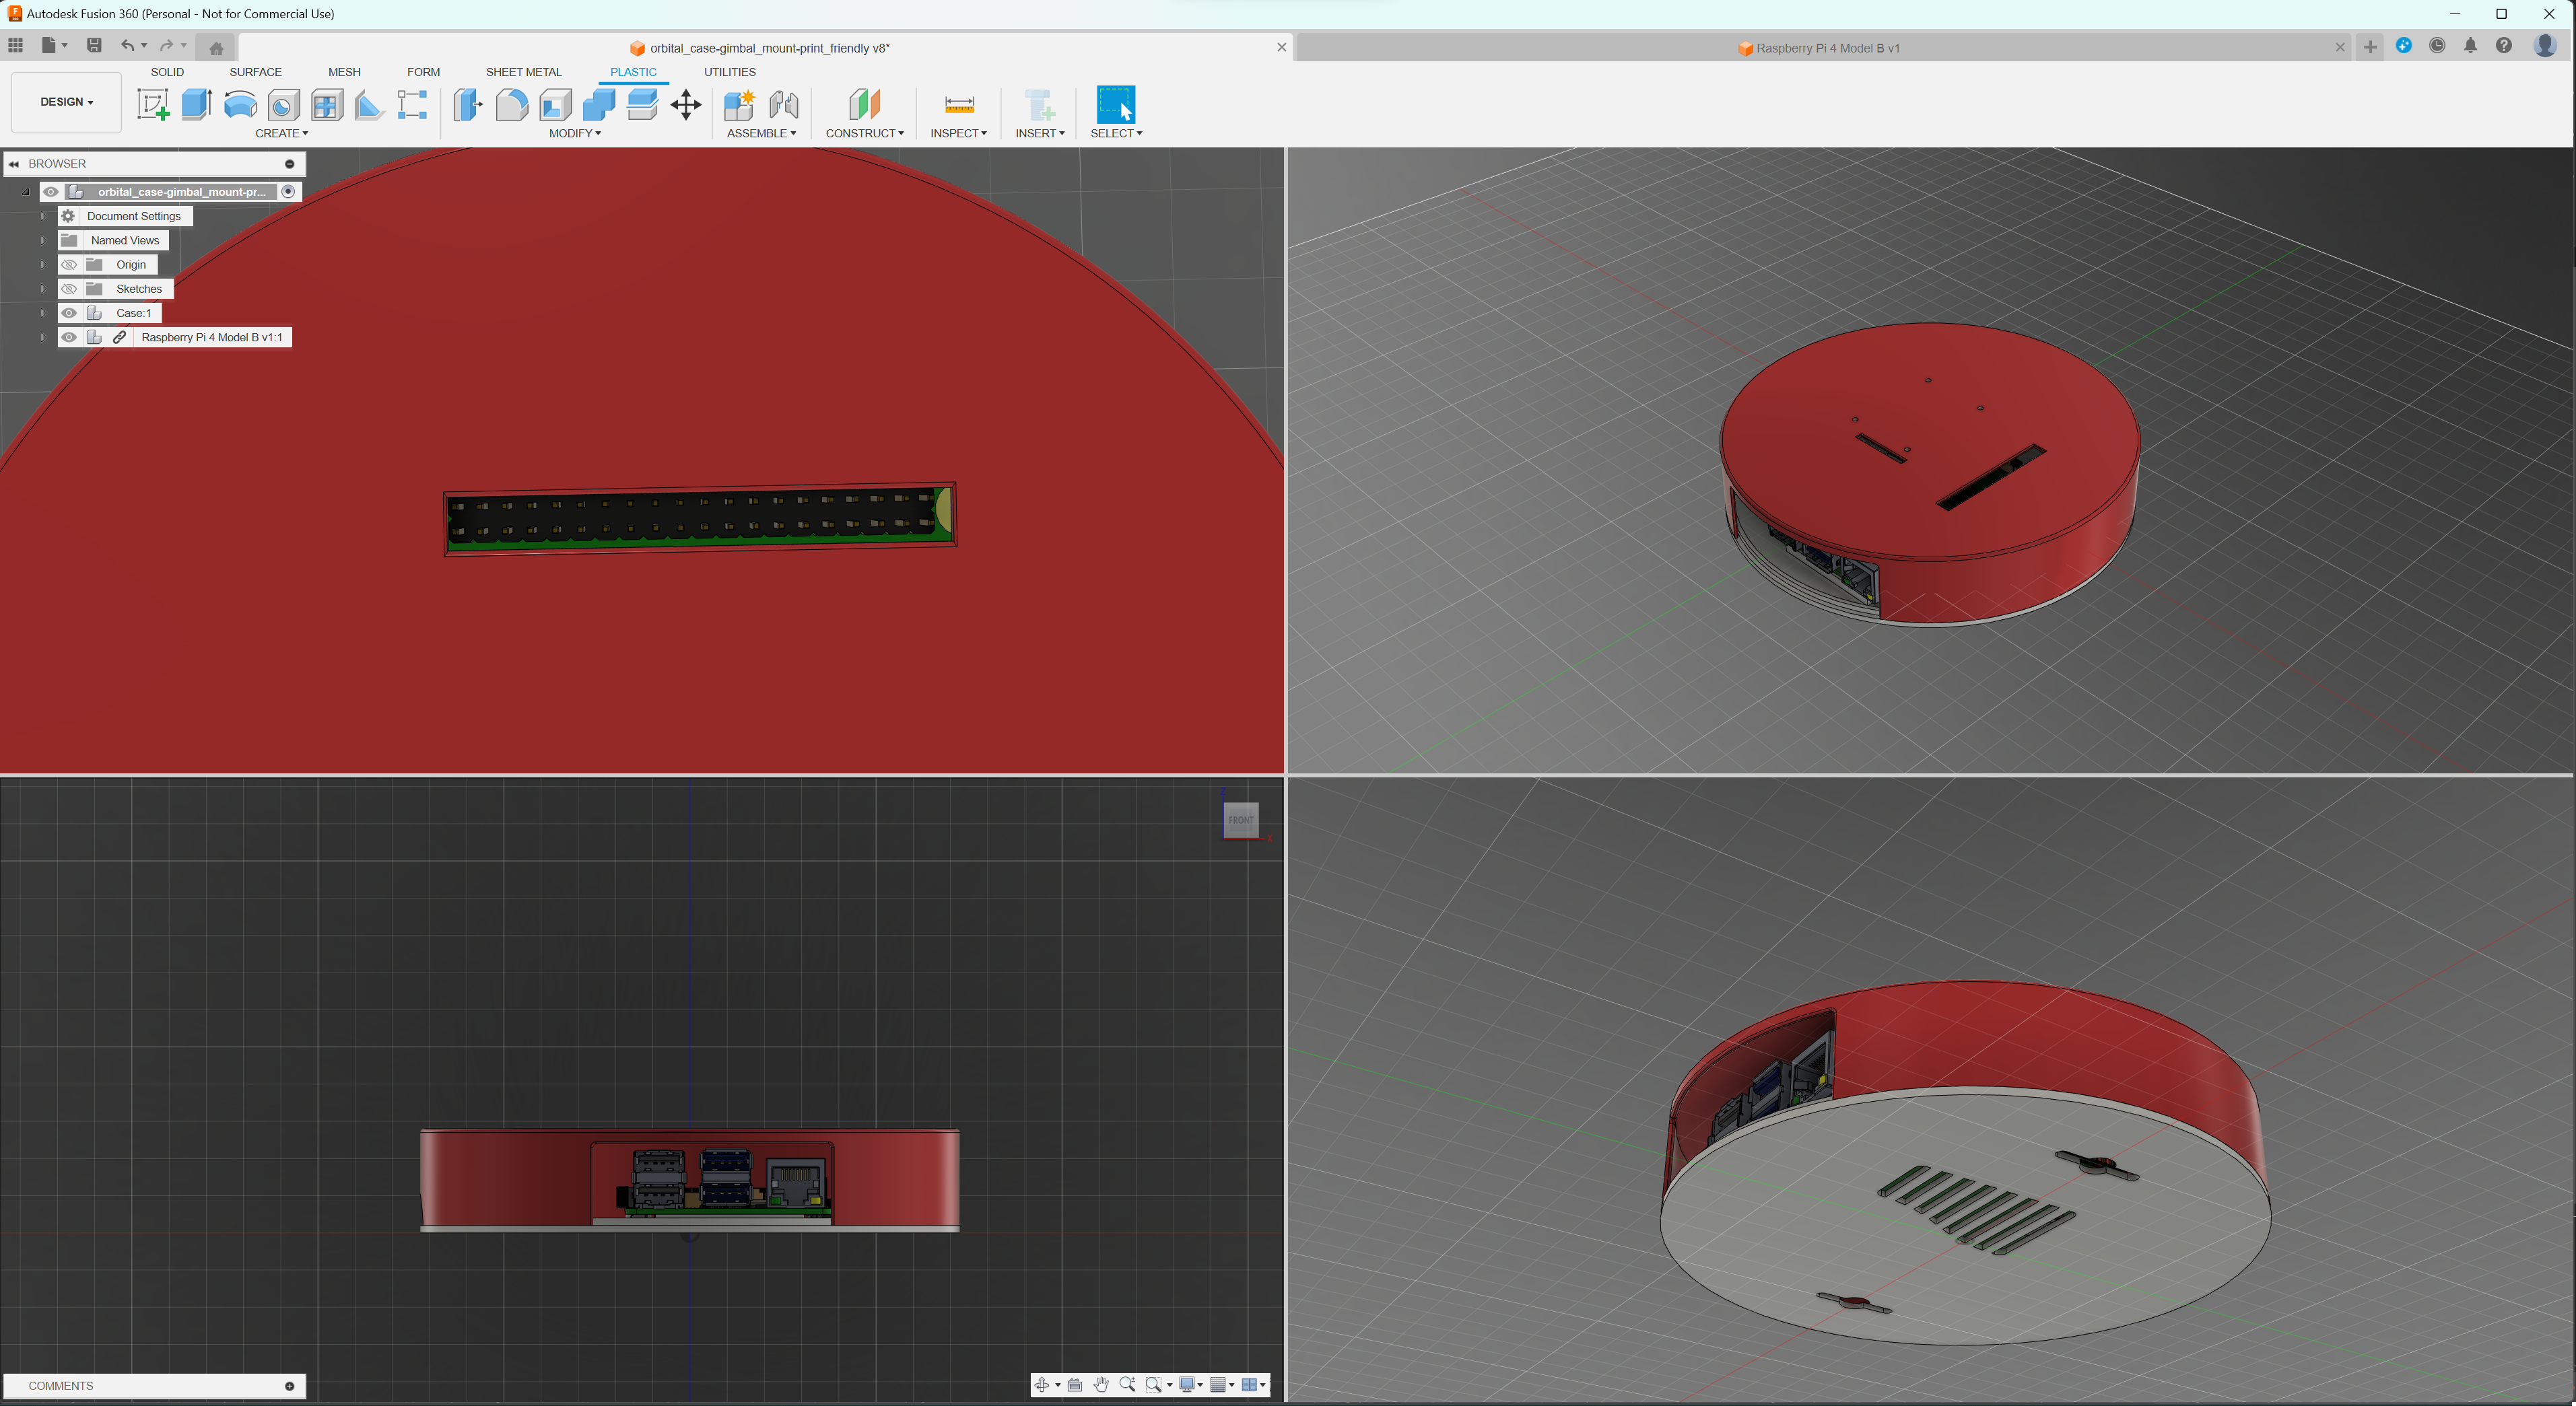 Autodesk Fusion 360 (Personal - Not for Commercial Use)
orbital_case-gimbal_mount-print_friendly v8*
Raspberry Pi 4 Model B v1
SOLID
SURFACE
MESH
FORM
SHEET METAL
PLASTIC
UTILITIES
DESIGN
CREATE
MODIFY
ASSEMBLE
CONSTRUCT
INSPECT
INSERT
SELECT
BROWSER
orbital_case-gimbal_mount-pr...
Document Settings
Named Views
Origin
Sketches
Case:1
Raspberry Pi 4 Model B v1:1
Z
FRONT
X
COMMENTS